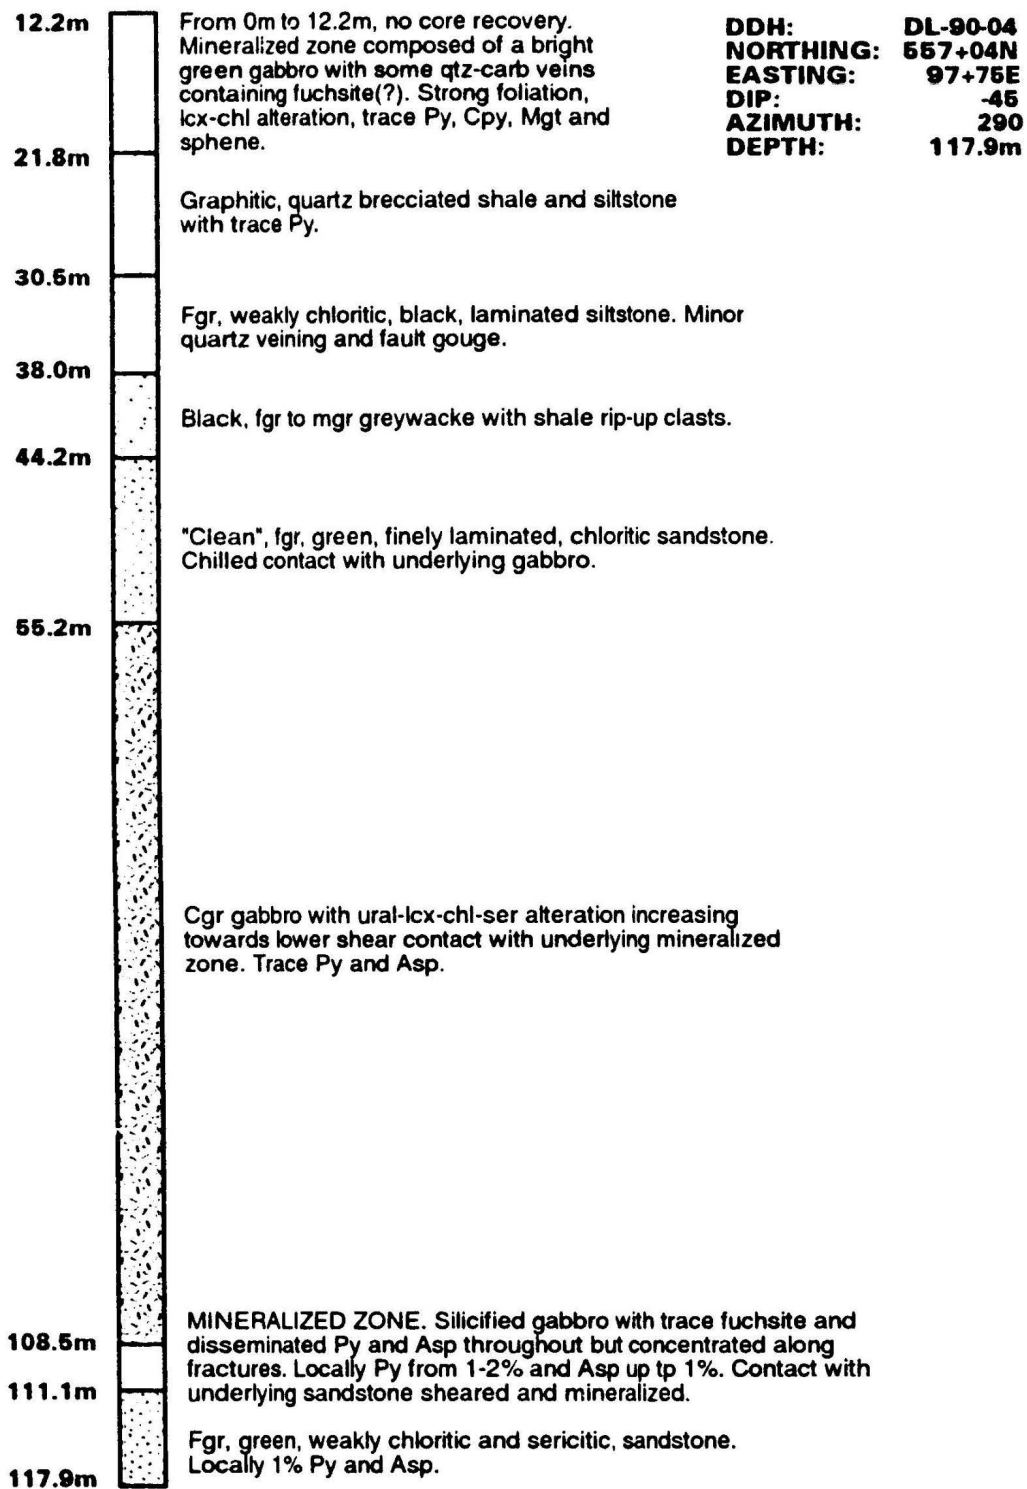 12.2m
From 0m to 12.2m, no core recovery.
Mineralized zone composed of a bright
green gabbro with some qtz-carb veins
containing fuchsite(?). Strong foliation,
lcx-chl alteration, trace Py, Cpy, Mgt and
sphene.
DDH: DL-90-04
NORTHING: 557+04N
EASTING: 97+75E
DIP: -45
AZIMUTH: 290
DEPTH: 117.9m
21.8m
Graphitic, quartz brecciated shale and siltstone
with trace Py.
30.5m
Fgr, weakly chloritic, black, laminated siltstone. Minor
quartz veining and fault gouge.
38.0m
Black, fgr to mgr greywacke with shale rip-up clasts.
44.2m
"Clean", fgr, green, finely laminated, chloritic sandstone.
Chilled contact with underlying gabbro.
55.2m
Cgr gabbro with ural-lcx-chl-ser alteration increasing
towards lower shear contact with underlying mineralized
zone. Trace Py and Asp.
108.5m
MINERALIZED ZONE. Silicified gabbro with trace fuchsite and
disseminated Py and Asp throughout but concentrated along
fractures. Locally Py from 1-2% and Asp up tp 1%. Contact with
underlying sandstone sheared and mineralized.
111.1m
Fgr, green, weakly chloritic and sericitic, sandstone.
Locally 1% Py and Asp.
117.9m